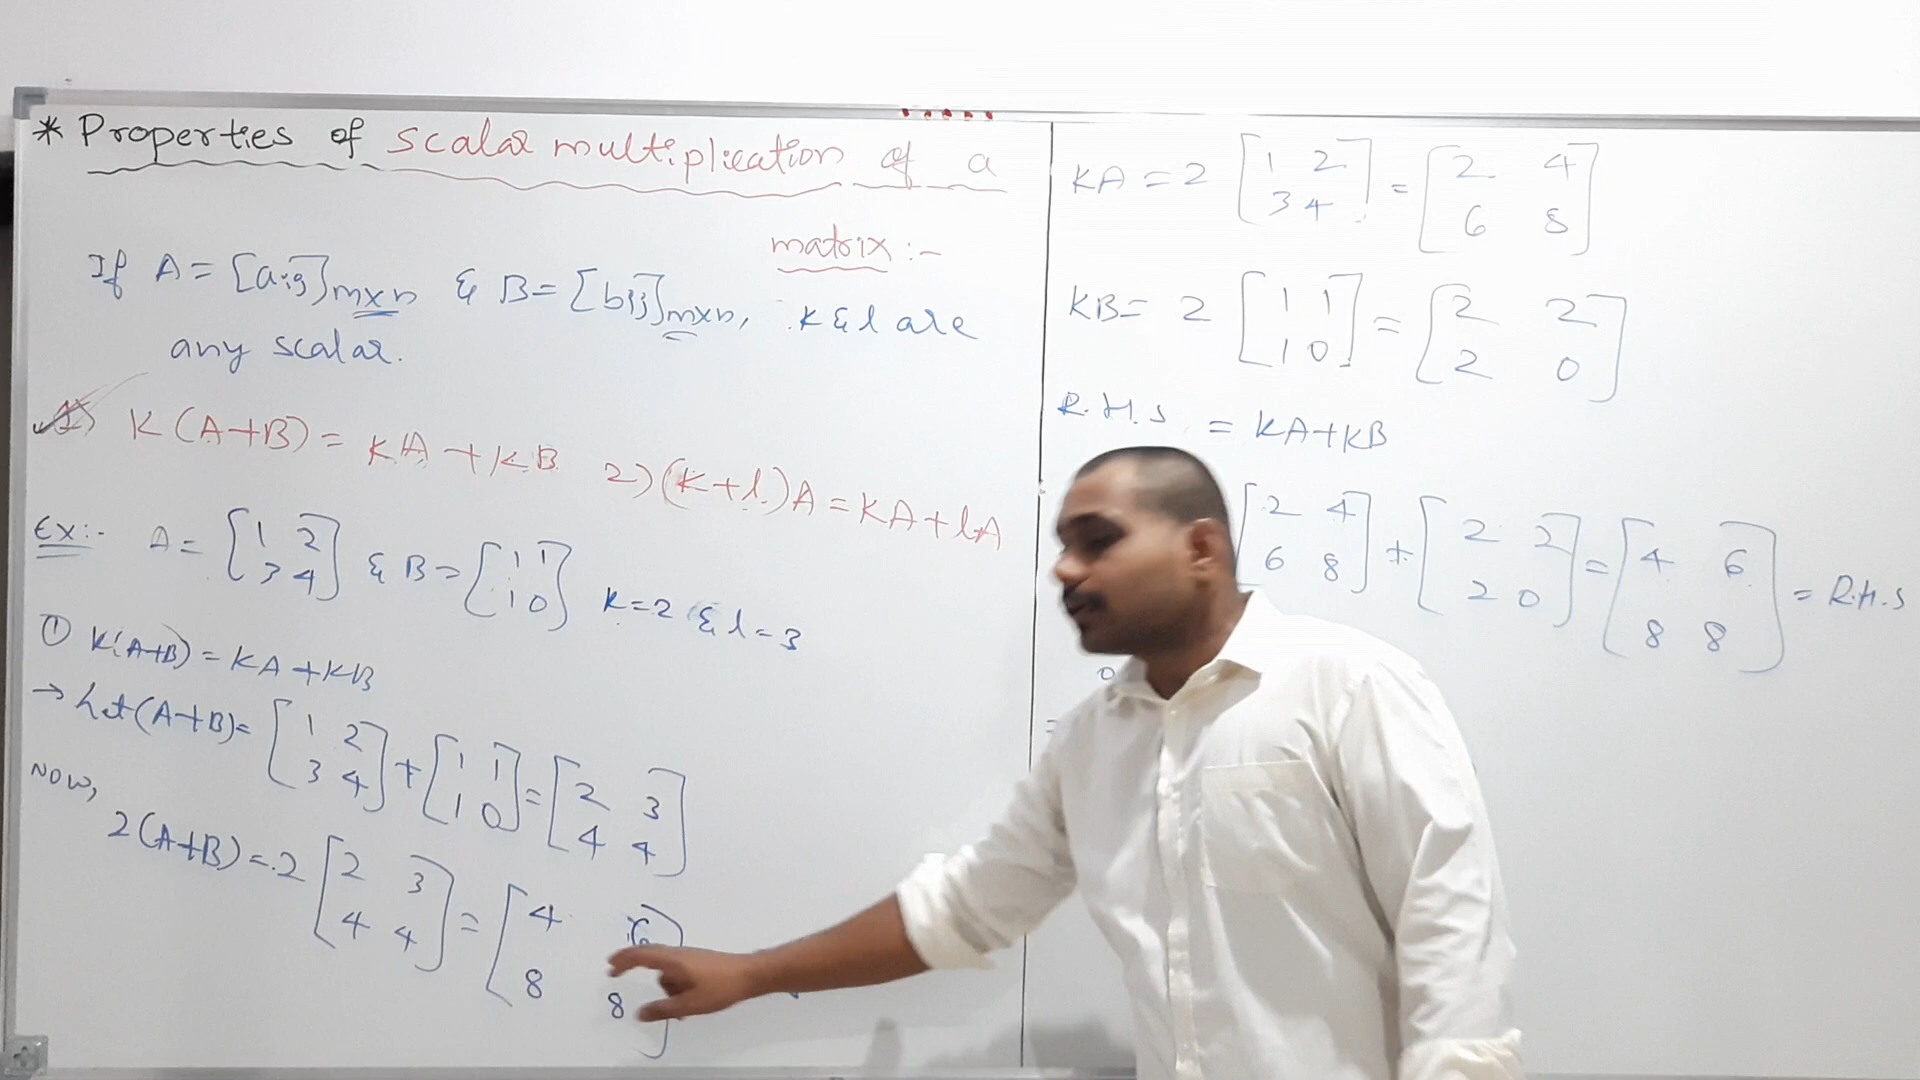 * Properties of scalar multiplication of a
matrix :-
If A = [aij]m×n & B = [bij]m×n, K & l are
any scalar.
1) K(A+B) = KA + KB 2) (K+l)A = KA + lA
Ex:- A = [1 2 & B = [1 1 K=2 & l=3
3 4] 1 0]
① K(A+B) = KA + KB
→ Let (A+B) = [1 2 + [1 1 = [2 3
3 4] 1 0] 4 4]
Now,
2(A+B) = 2 [2 3 = [4 6
4 4] 8 8]
KA = 2 [1 2 = [2 4
3 4] 6 8]
KB = 2 [1 1 = [2 2
1 0] 2 0]
R.H.S = KA+KB
[2 4 + [2 2 = [4 6 = R.H.S
6 8] 2 0] 8 8]